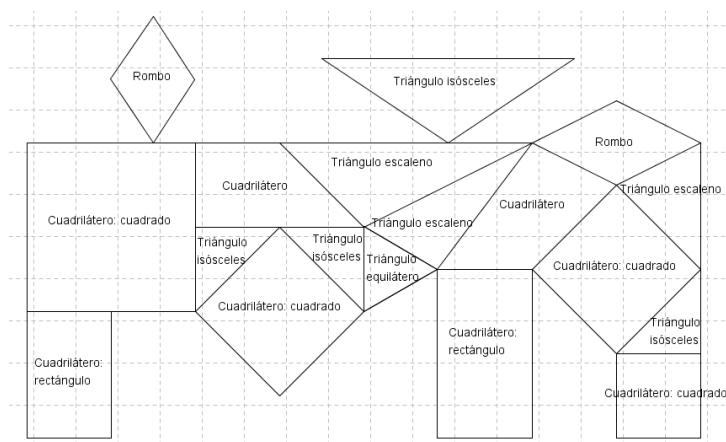 Rombo
Triángulo isósceles
Triángulo escaleno
Rombo
Cuadrilátero
Triángulo escaleno
Cuadrilátero
Cuadrilátero: cuadrado
Triángulo escaleno
Triángulo
isósceles
Triángulo
isósceles
Triángulo
equilátero
Cuadrilátero: cuadrado
Cuadrilátero: cuadrado
Cuadrilátero:
rectángulo
Cuadrilátero:
rectángulo
Triángulo
isósceles
Cuadrilátero: cuadrado